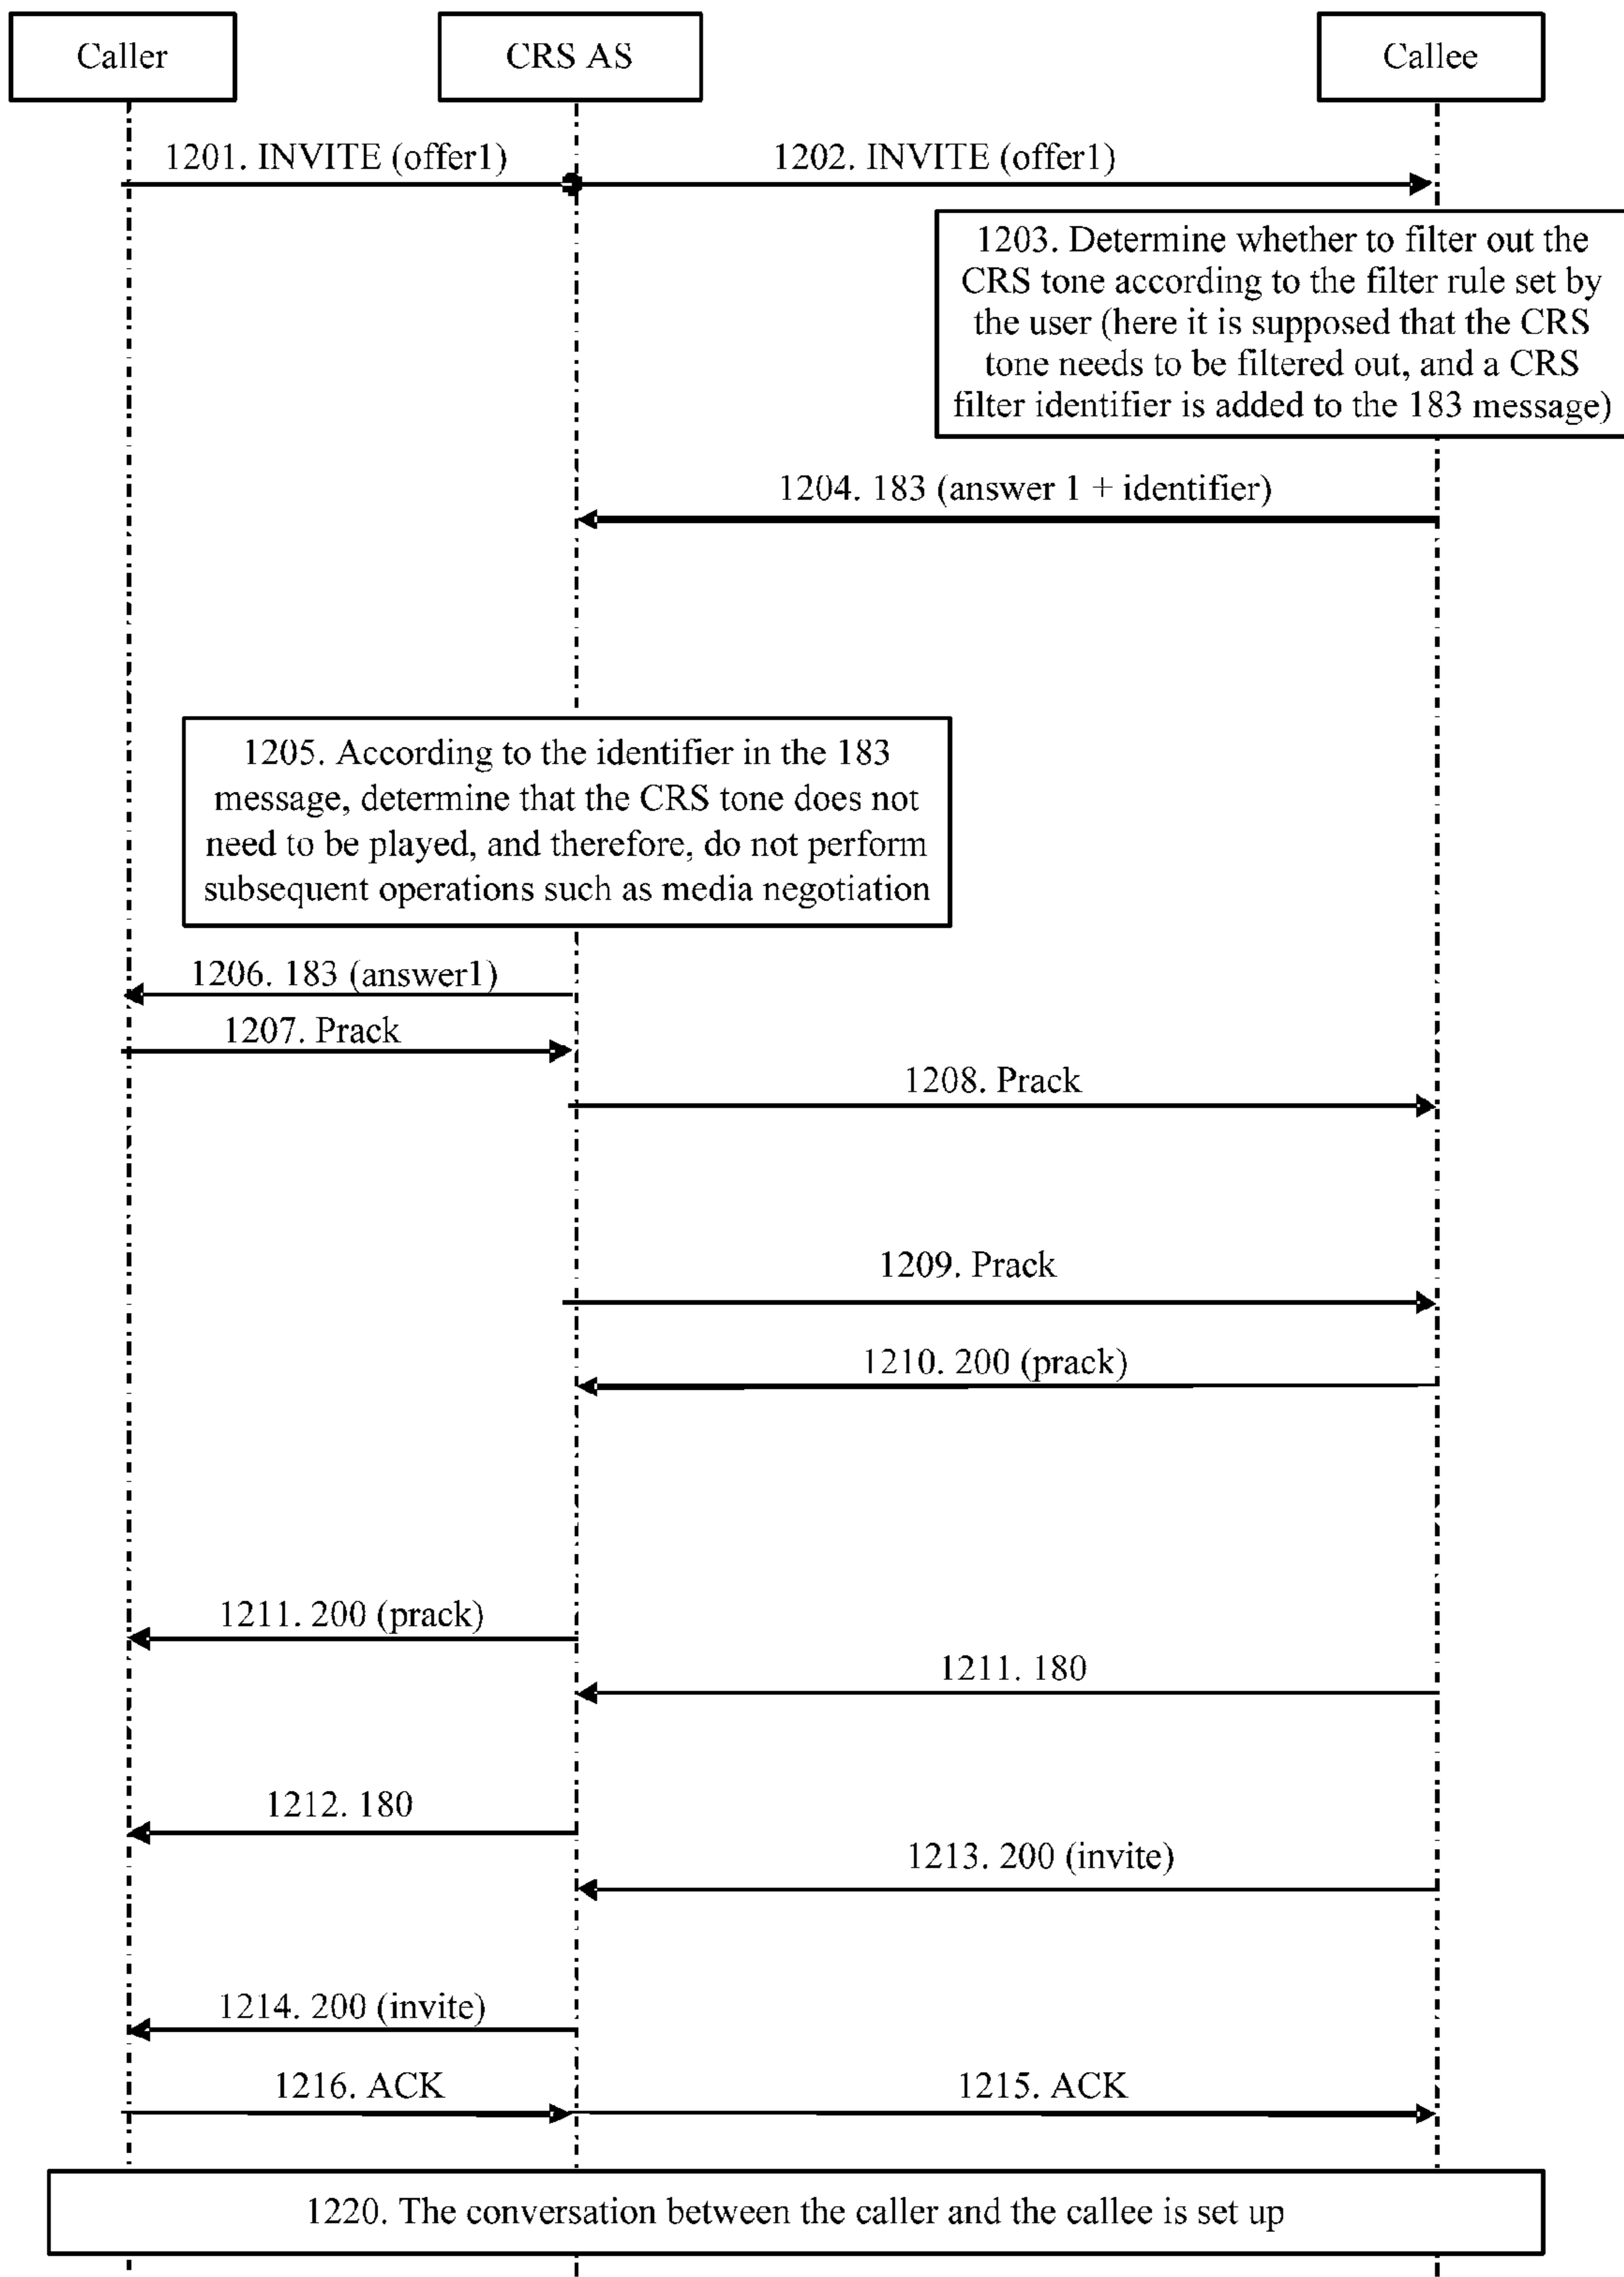 Caller
CRS AS
Callee
1201. INVITE (offer1)
1202. INVITE (offer1)
1203. Determine whether to filter out the
CRS tone according to the filter rule set by
the user (here it is supposed that the CRS
tone needs to be filtered out, and a CRS
filter identifier is added to the 183 message)
1204. 183 (answer 1 + identifier)
1205. According to the identifier in the 183
message, determine that the CRS tone does not
need to be played, and therefore, do not perform
subsequent operations such as media negotiation
1206. 183 (answer1)
1207. Prack
1208. Prack
1209. Prack
1210. 200 (prack)
1211. 200 (prack)
1211. 180
1212. 180
1213. 200 (invite)
1214. 200 (invite)
1216. ACK
1215. ACK
1220. The conversation between the caller and the callee is set up